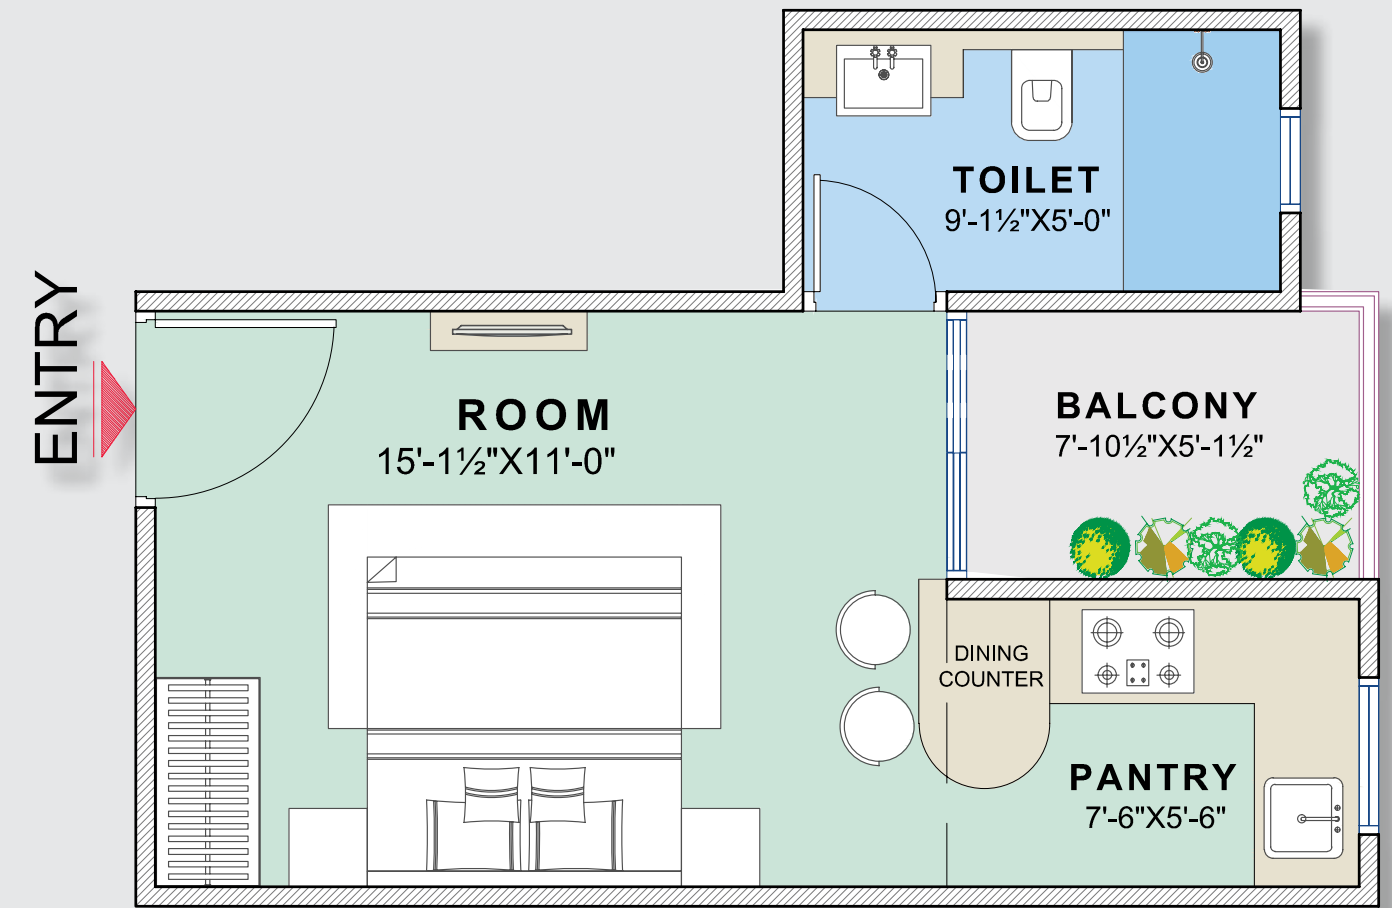 TOILET
9'-1½"X5'-0"
ENTRY
ROOM
15'-1½"X11'-0"
BALCONY
7'-10½"X5'-1½"
DINING
COUNTER
PANTRY
7'-6"X5'-6"